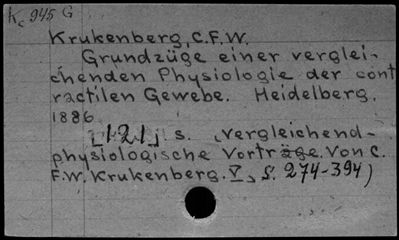 Kc 945 G
Krukenberg, C.F.W.
Grundzüge einer verglei-
chenden Physiologie der cont
ractilen Gewebe. Heidelberg,
1886.
[121] s. (Vergleichend-
physiologische Vorträge. Von C.
F.W. Krukenberg. V, S. 274-394)